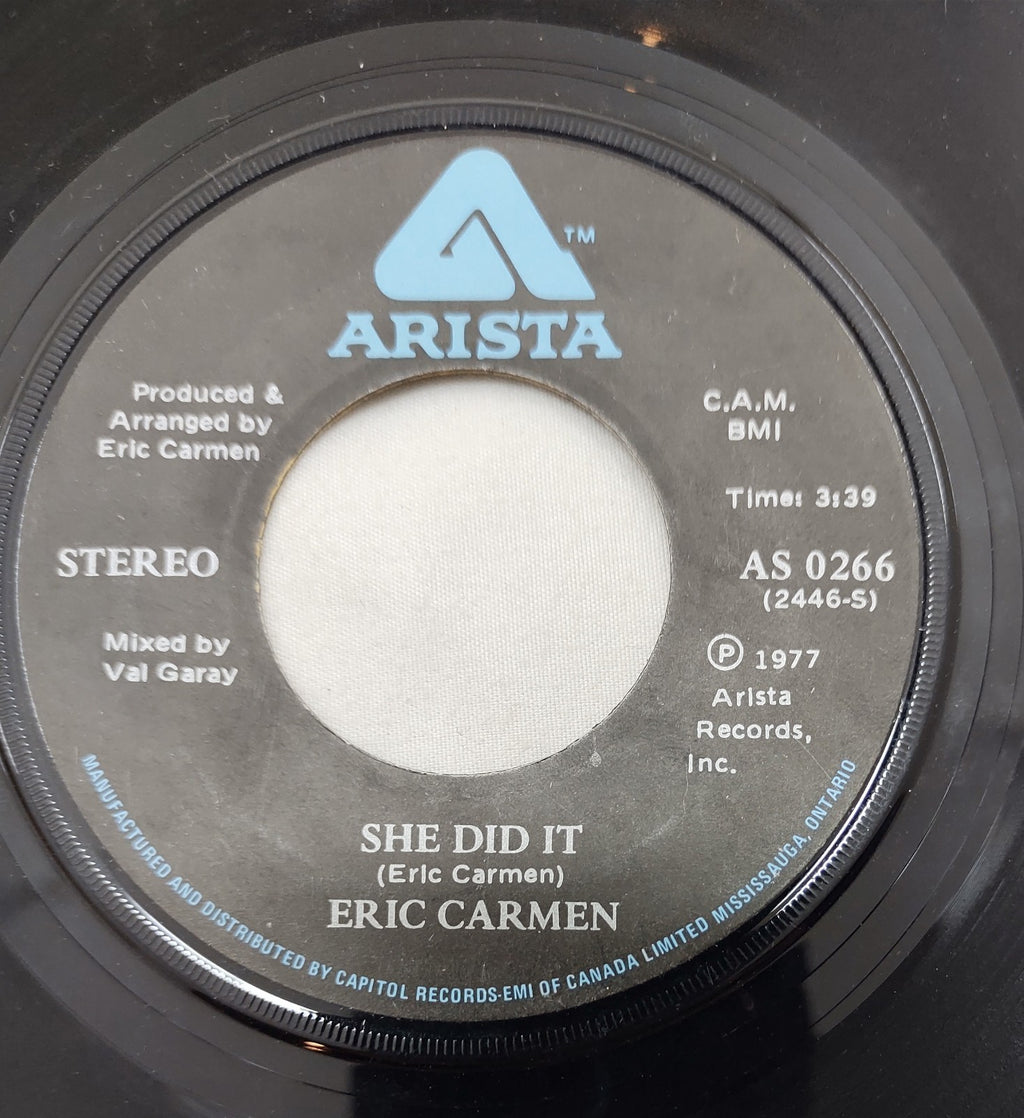 TM
ARISTA
Produced &
Arranged by
Eric Carmen
C.A.M.
BMI
Time: 3:39
STEREO
AS 0266
(2446-S)
Mixed by
Val Garay
Ⓟ 1977
Arista
Records,
Inc.
SHE DID IT
(Eric Carmen)
ERIC CARMEN
MANUFACTURED AND DISTRIBUTED BY CAPITOL RECORDS-EMI OF CANADA LIMITED MISSISSAUGA, ONTARIO